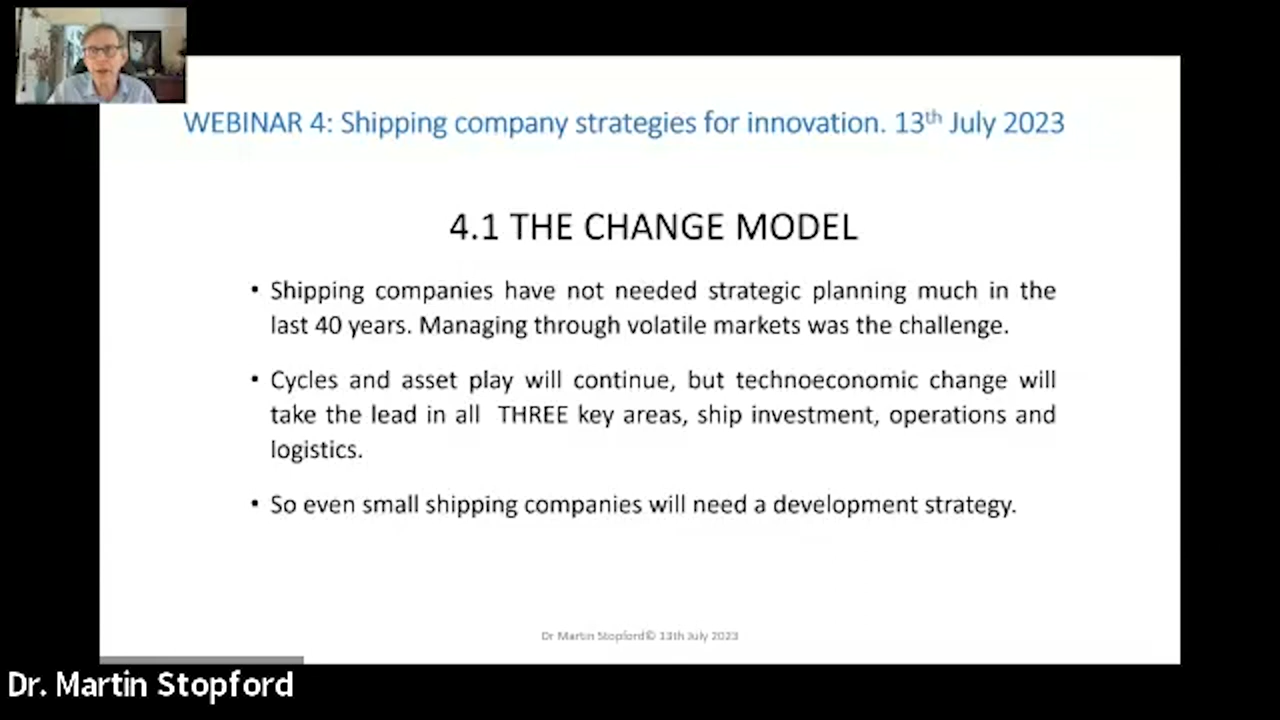 WEBINAR 4: Shipping company strategies for innovation. 13th July 2023
4.1 THE CHANGE MODEL
• Shipping companies have not needed strategic planning much in the
last 40 years. Managing through volatile markets was the challenge.
• Cycles and asset play will continue, but technoeconomic change will
take the lead in all THREE key areas, ship investment, operations and
logistics.
• So even small shipping companies will need a development strategy.
Dr Martin Stopford© 13th July 2023
Dr. Martin Stopford